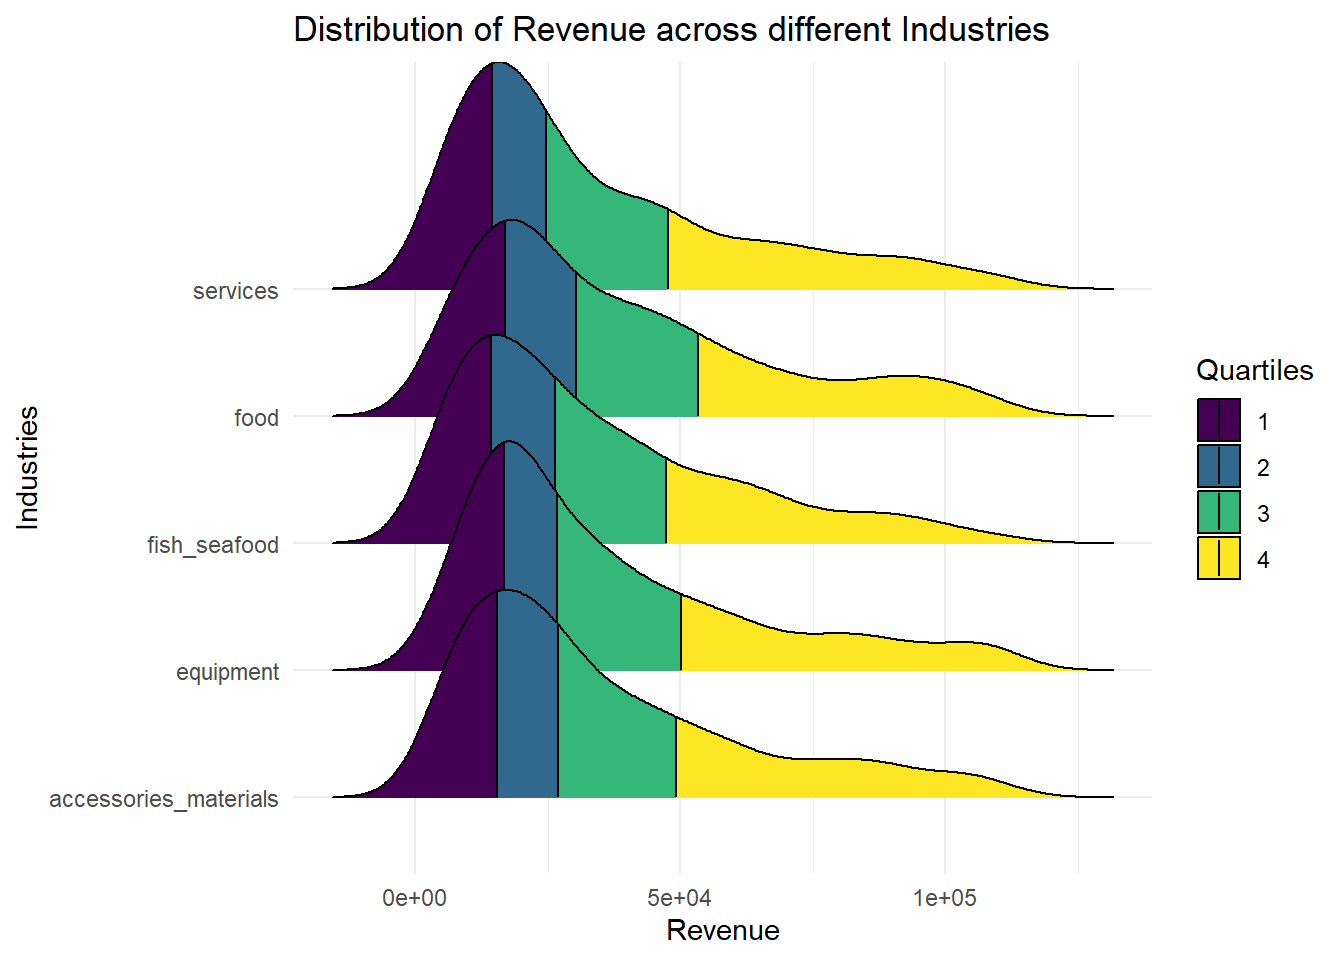 Distribution of Revenue across different Industries
services
food
fish_seafood
equipment
accessories_materials
Industries
0e+00
5e+04
1e+05
Revenue
Quartiles
1
2
3
4